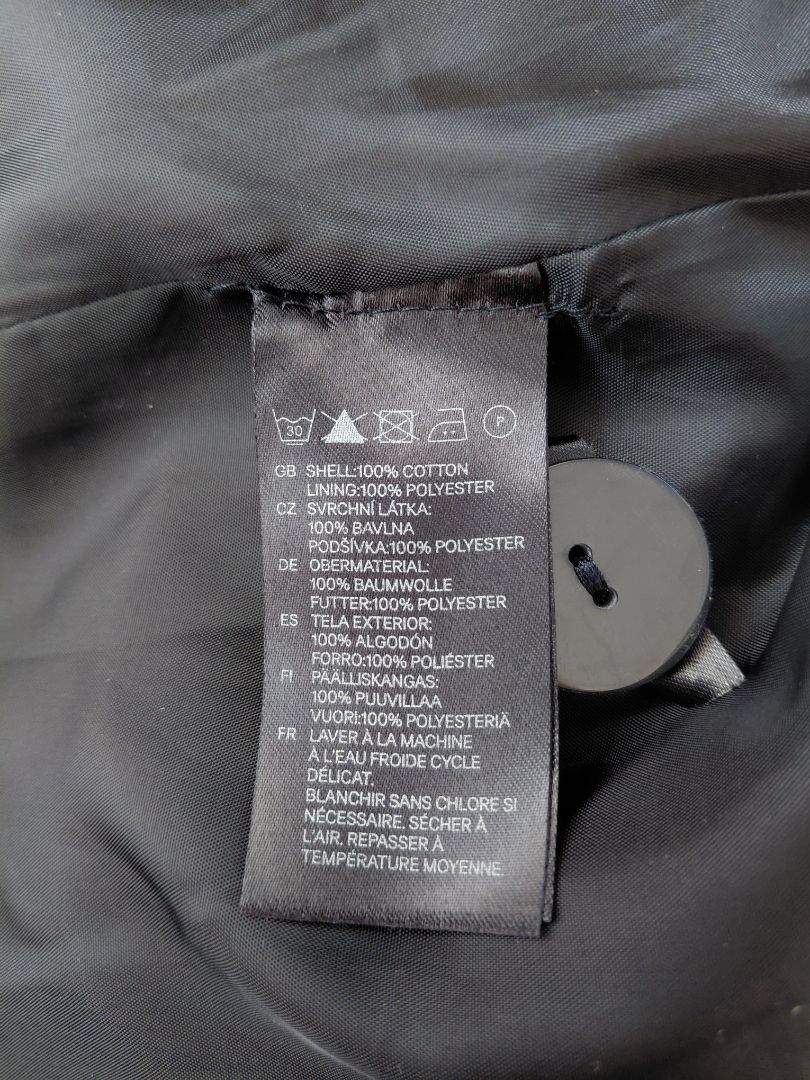 30 P
GB SHELL:100% COTTON
LINING:100% POLYESTER
CZ SVRCHNÍ LÁTKA:
100% BAVLNA
PODŠÍVKA:100% POLYESTER
DE OBERMATERIAL:
100% BAUMWOLLE
FUTTER:100% POLYESTER
ES TELA EXTERIOR:
100% ALGODÓN
FORRO:100% POLIÉSTER
FI PÄÄLLISKANGAS:
100% PUUVILLAA
VUORI:100% POLYESTERIÄ
FR LAVER À LA MACHINE
À L'EAU FROIDE CYCLE
DÉLICAT.
BLANCHIR SANS CHLORE SI
NÉCESSAIRE. SÉCHER À
L'AIR. REPASSER À
TEMPÉRATURE MOYENNE.